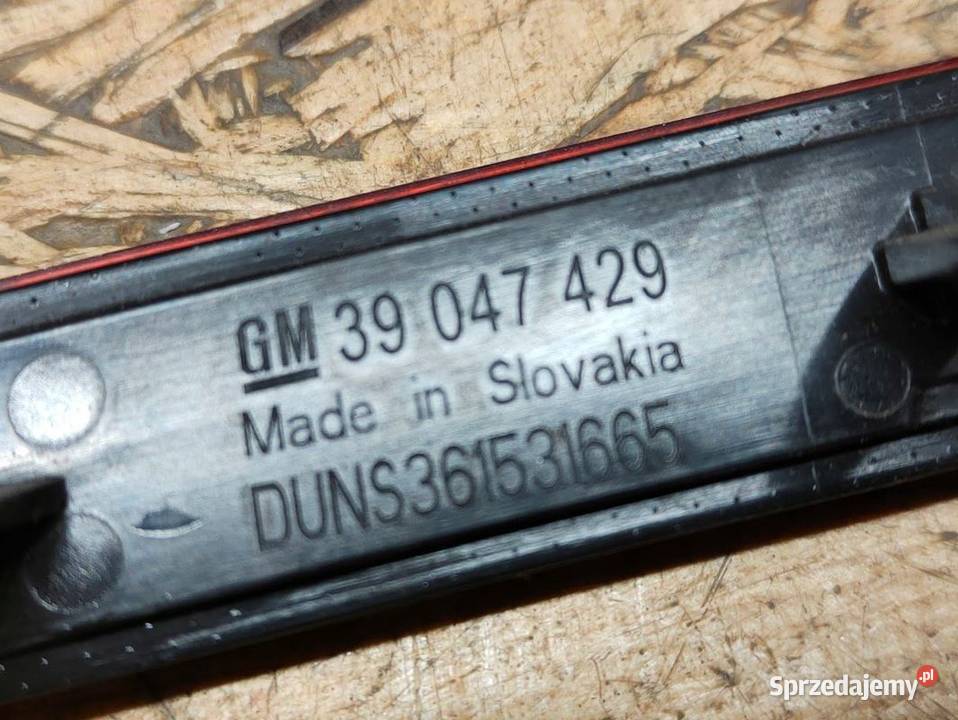 GM 39 047 429
Made in Slovakia
DUNS361531665
Sprzedajemy.pl